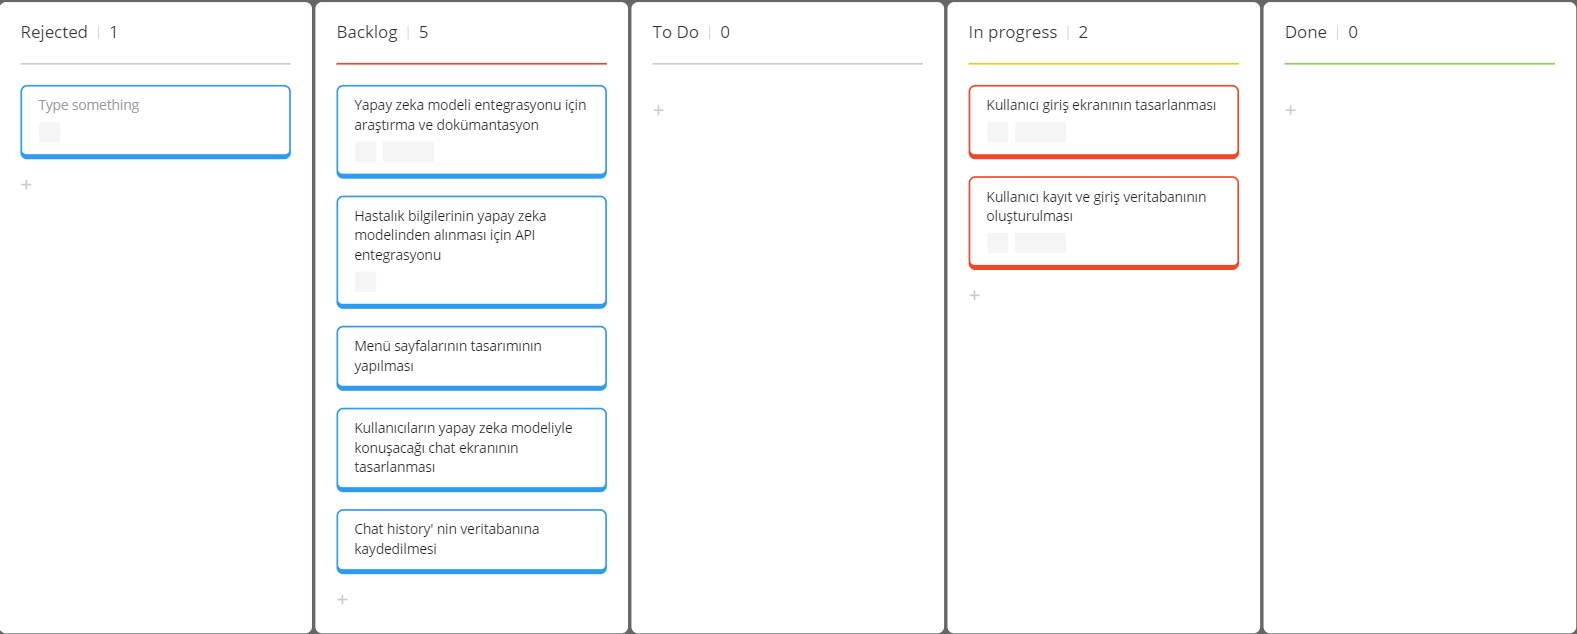 Rejected | 1
Type something
+
Backlog | 5
Yapay zeka modeli entegrasyonu için
araştırma ve dokümantasyon
Hastalık bilgilerinin yapay zeka
modelinden alınması için API
entegrasyonu
Menü sayfalarının tasarımının
yapılması
Kullanıcıların yapay zeka modeliyle
konuşacağı chat ekranının
tasarlanması
Chat history' nin veritabanına
kaydedilmesi
+
To Do | 0
+
In progress | 2
Kullanıcı giriş ekranının tasarlanması
Kullanıcı kayıt ve giriş veritabanının
oluşturulması
+
Done | 0
+